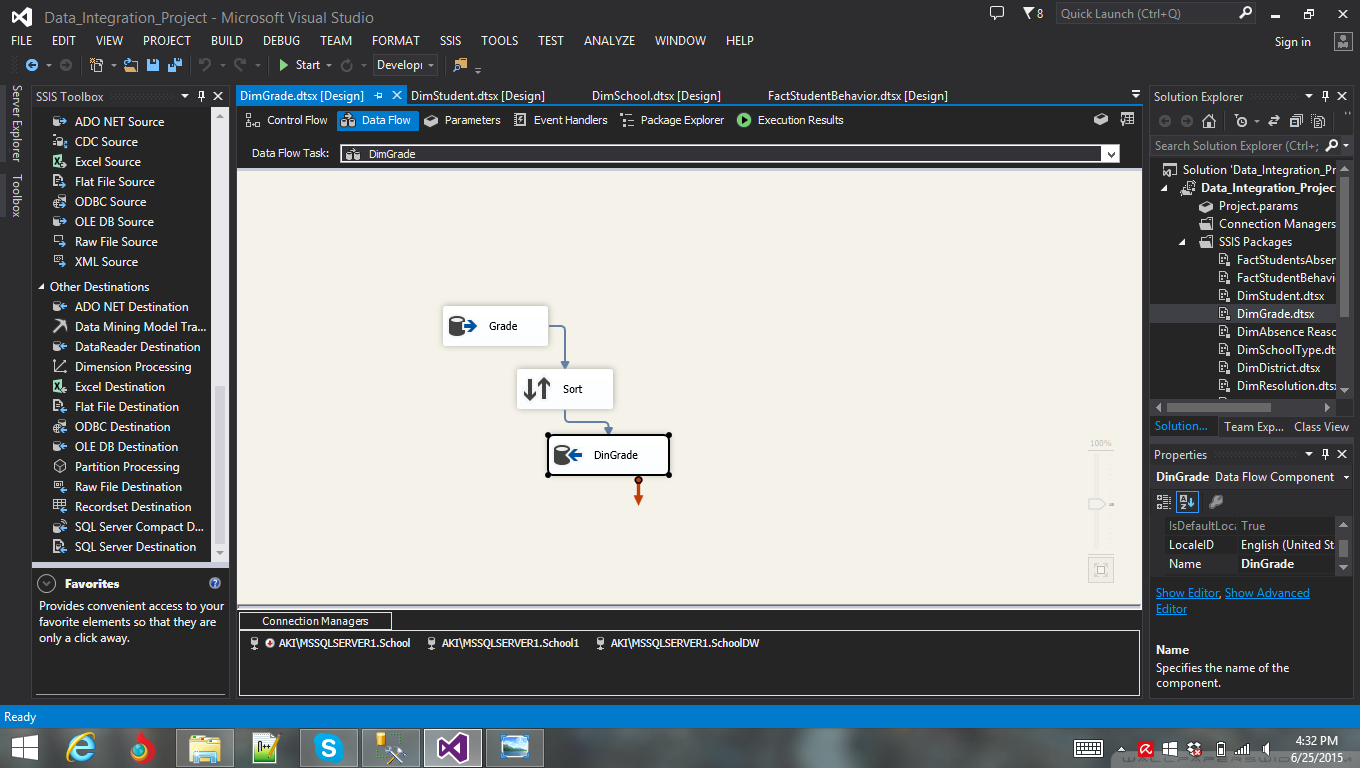 Data_Integration_Project - Microsoft Visual Studio
8
Quick Launch (Ctrl+Q)
FILE EDIT VIEW PROJECT BUILD DEBUG TEAM FORMAT SSIS TOOLS TEST ANALYZE WINDOW HELP
Sign in
Start
Developi
Server Explorer
Toolbox
SSIS Toolbox
ADO NET Source
CDC Source
Excel Source
Flat File Source
ODBC Source
OLE DB Source
Raw File Source
XML Source
Other Destinations
ADO NET Destination
Data Mining Model Tra...
DataReader Destination
Dimension Processing
Excel Destination
Flat File Destination
ODBC Destination
OLE DB Destination
Partition Processing
Raw File Destination
Recordset Destination
SQL Server Compact D...
SQL Server Destination
Favorites
Provides convenient access to your
favorite elements so that they are
only a click away.
DimGrade.dtsx [Design] DimStudent.dtsx [Design] DimSchool.dtsx [Design] FactStudentBehavior.dtsx [Design]
Control Flow Data Flow Parameters Event Handlers Package Explorer Execution Results
Data Flow Task: DimGrade
Grade
Sort
DinGrade
100%
Connection Managers
AKI\MSSQLSERVER1.School AKI\MSSQLSERVER1.School1 AKI\MSSQLSERVER1.SchoolDW
Solution Explorer
Search Solution Explorer (Ctrl+;
Solution 'Data_Integration_Pr
Data_Integration_Project
Project.params
Connection Managers
SSIS Packages
FactStudentsAbsen
FactStudentBehavi
DimStudent.dtsx
DimGrade.dtsx
DimAbsence Reaso
DimSchoolType.dts
DimDistrict.dtsx
DimResolution.dtsx
Solution... Team Exp... Class View
Properties
DinGrade Data Flow Component
IsDefaultLoca True
LocaleID English (United St
Name DinGrade
Show Editor, Show Advanced
Editor
Name
Specifies the name of the
component.
Ready
4:32 PM
6/25/2015